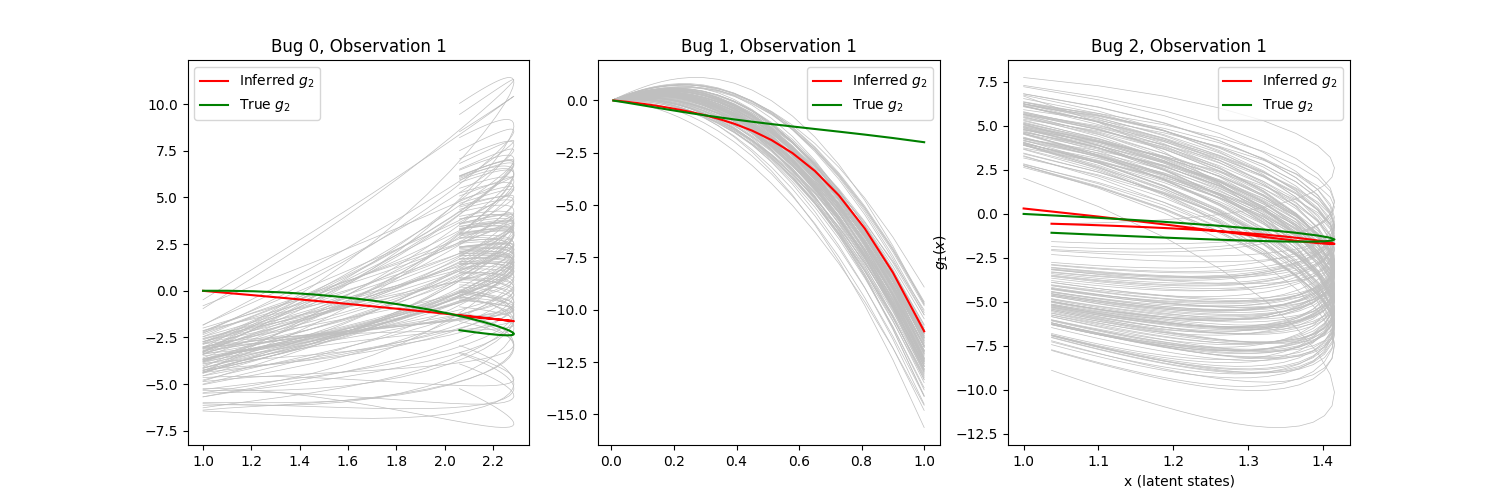 Bug 0, Observation 1
Inferred g₂
True g₂
10.0
7.5
5.0
2.5
0.0
−2.5
−5.0
−7.5
1.0 1.2 1.4 1.6 1.8 2.0 2.2
Bug 1, Observation 1
Inferred g₂
True g₂
0.0
−2.5
−5.0
−7.5
−10.0
−12.5
−15.0
0.0 0.2 0.4 0.6 0.8 1.0
Bug 2, Observation 1
Inferred g₂
True g₂
g₁(x)
7.5
5.0
2.5
0.0
−2.5
−5.0
−7.5
−10.0
−12.5
1.0 1.1 1.2 1.3 1.4
x (latent states)